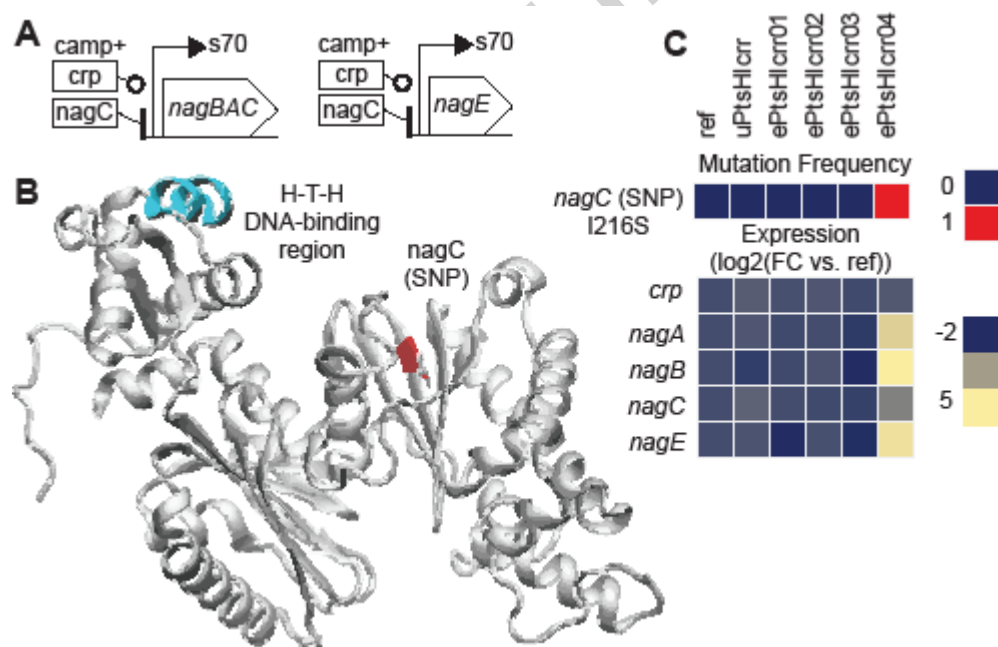 A
camp+
s70
crp
nagC
nagBAC
camp+
s70
crp
nagC
nagE
B
H-T-H
DNA-binding
region
nagC
(SNP)
C
ref
uPtsHIcrr
ePtsHIcrr01
ePtsHIcrr02
ePtsHIcrr03
ePtsHIcrr04
Mutation Frequency
nagC (SNP)
I216S
0
1
Expression
(log2(FC vs. ref))
crp
nagA
nagB
nagC
nagE
-2
5